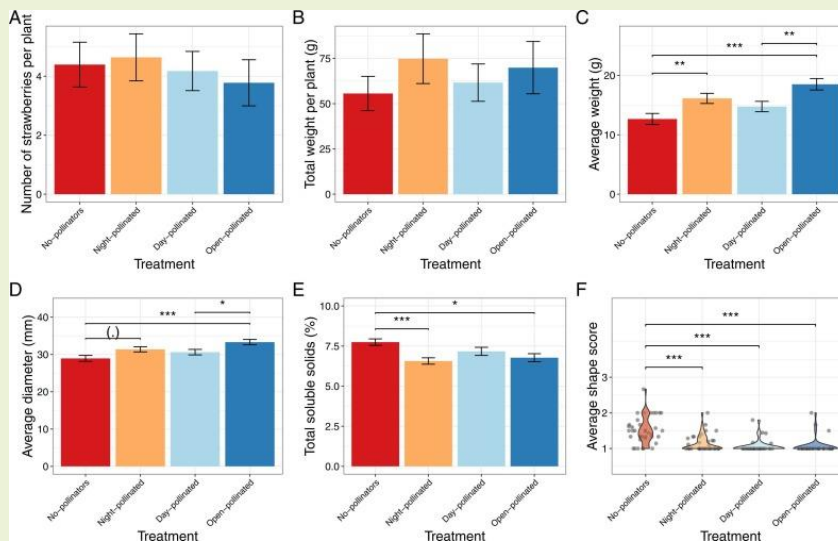 A
Number of strawberries per plant
4
2
0
No-pollinators
Night-pollinated
Day-pollinated
Open-pollinated
Treatment
B
Total weight per plant (g)
75
50
25
0
No-pollinators
Night-pollinated
Day-pollinated
Open-pollinated
Treatment
C
Average weight (g)
20
10
0
**
***
**
No-pollinators
Night-pollinated
Day-pollinated
Open-pollinated
Treatment
D
Average diameter (mm)
40
30
20
10
0
*
***
(.)
No-pollinators
Night-pollinated
Day-pollinated
Open-pollinated
Treatment
E
Total soluble solids (%)
10.0
7.5
5.0
2.5
0.0
*
***
No-pollinators
Night-pollinated
Day-pollinated
Open-pollinated
Treatment
F
Average shape score
3
2
1
***
***
***
No-pollinators
Night-pollinated
Day-pollinated
Open-pollinated
Treatment